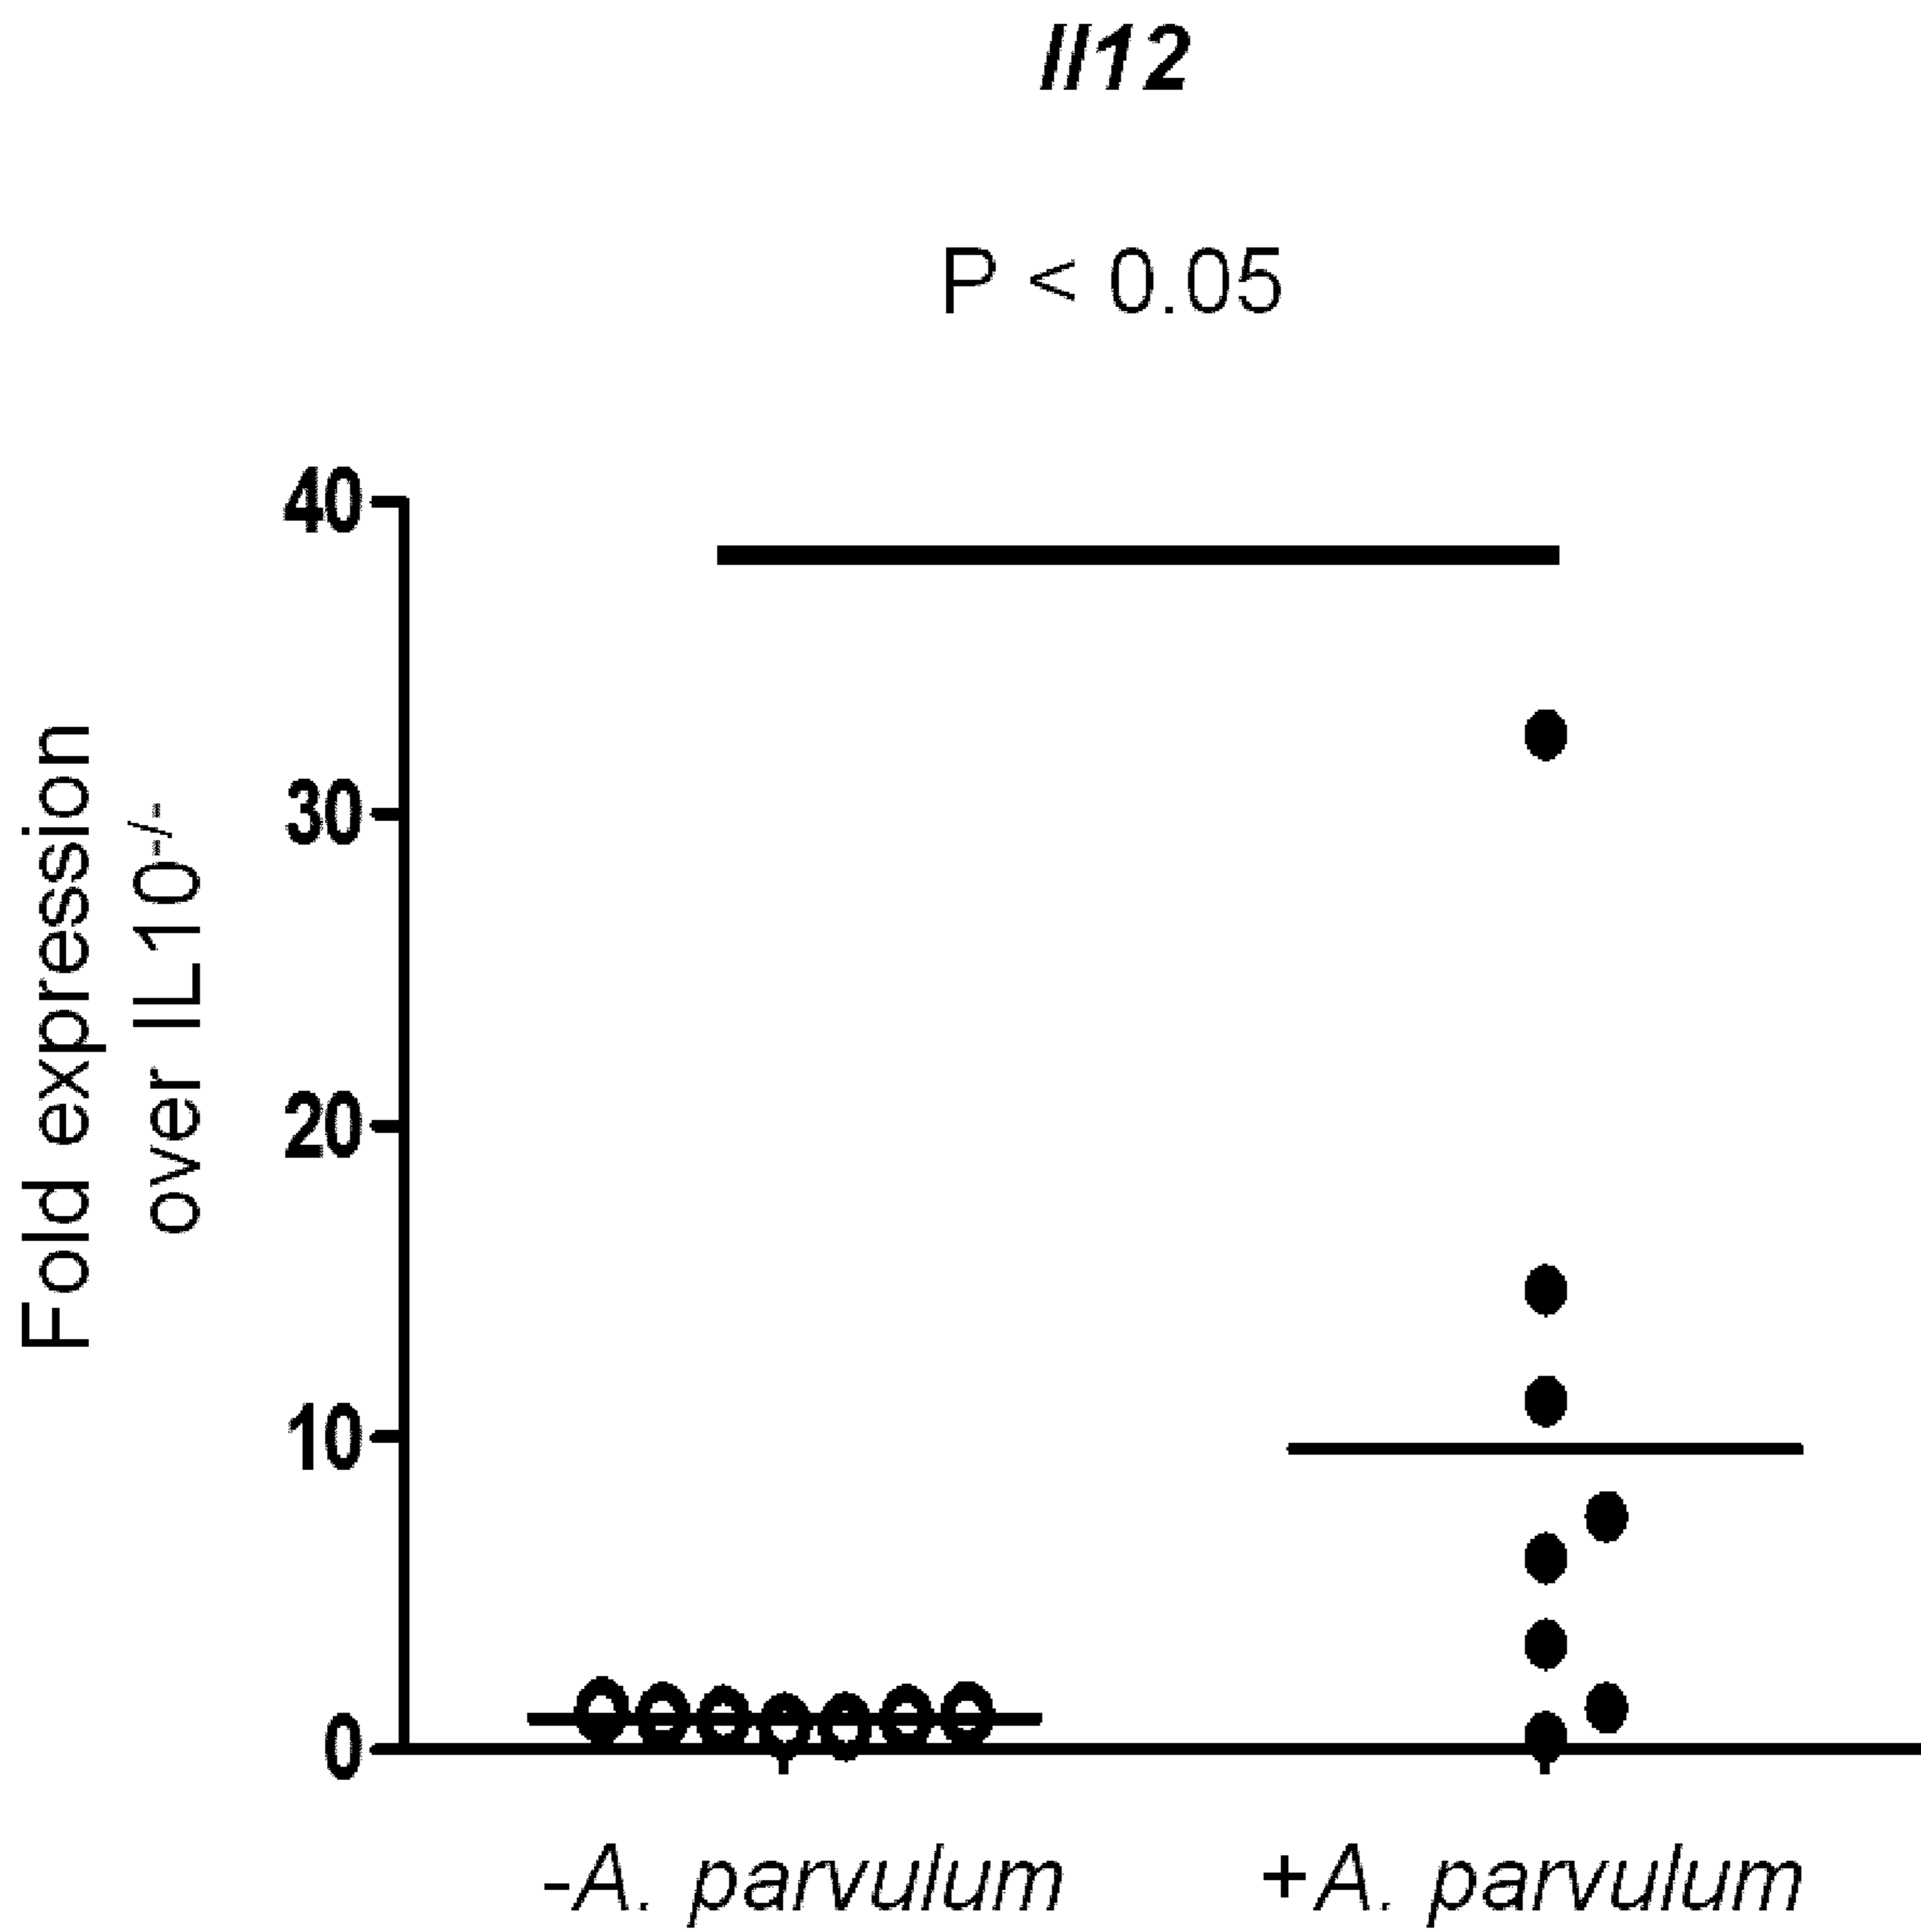 Il12
P < 0.05
Fold expression
over IL10-/-
40
30
20
10
0
-A. parvulum
+A. parvulum